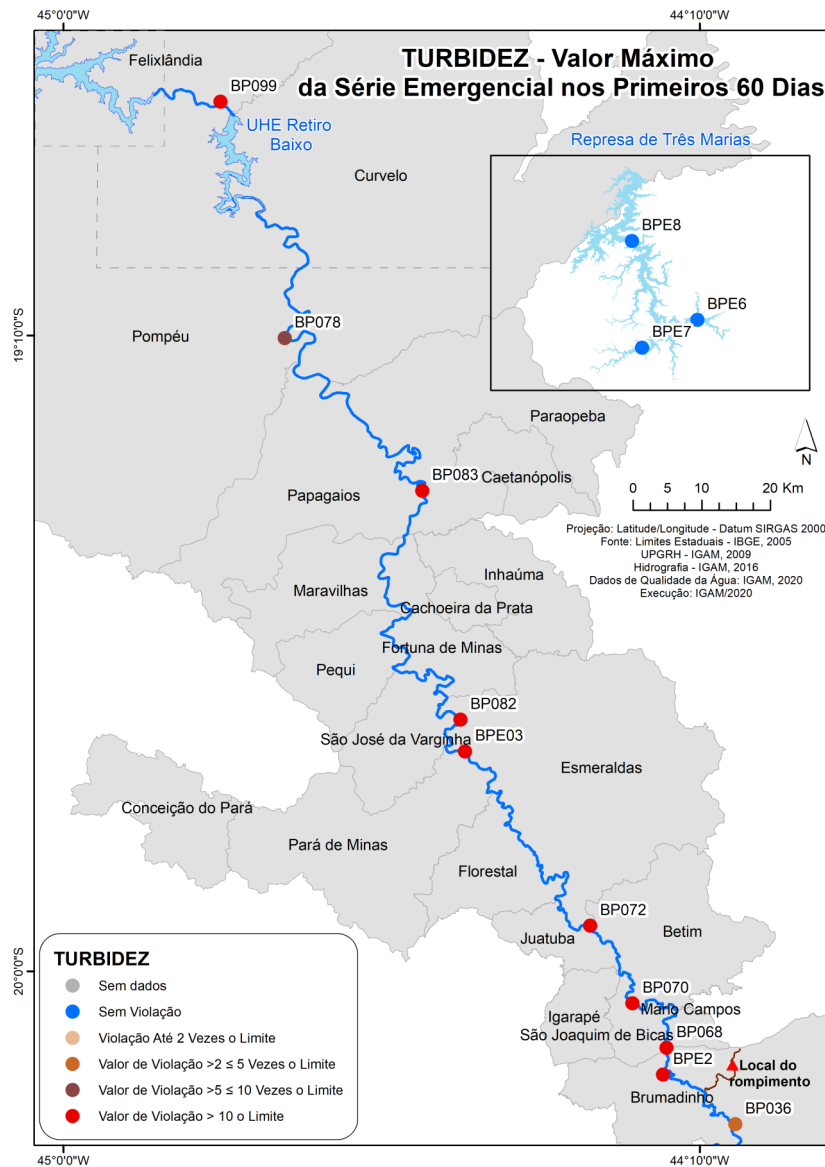 45°0'0"W
44°10'0"W
TURBIDEZ - Valor Máximo
da Série Emergencial nos Primeiros 60 Dias
Felixlândia
BP099
UHE Retiro
Baixo
Curvelo
Represa de Três Marias
BPE8
BPE6
BPE7
19°10'0"S
Pompéu
BP078
Paraopeba
N
BP083
Caetanópolis
Papagaios
0 5 10 20 Km
Projeção: Latitude/Longitude - Datum SIRGAS 2000
Fonte: Limites Estaduais - IBGE, 2005
UPGRH - IGAM, 2009
Hidrografia - IGAM, 2016
Dados de Qualidade da Água: IGAM, 2020
Execução: IGAM/2020
Inhaúma
Maravilhas
Cachoeira da Prata
Fortuna de Minas
Pequi
BP082
BPE03
São José da Varginha
Esmeraldas
Conceição do Pará
Pará de Minas
Florestal
BP072
Juatuba
Betim
20°0'0"S
BP070
Mário Campos
Igarapé
São Joaquim de Bicas
BP068
BPE2
Local do
rompimento
Brumadinho
BP036
TURBIDEZ
Sem dados
Sem Violação
Violação Até 2 Vezes o Limite
Valor de Violação >2 ≤ 5 Vezes o Limite
Valor de Violação >5 ≤ 10 Vezes o Limite
Valor de Violação > 10 o Limite
45°0'0"W
44°10'0"W